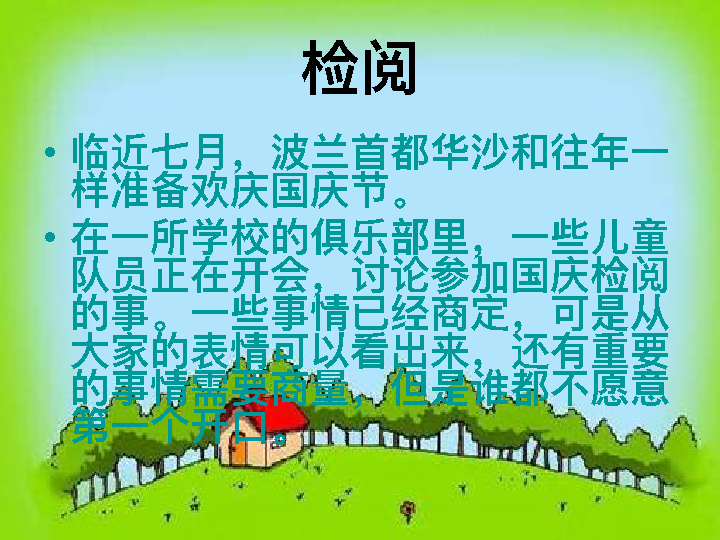 检阅
• 临近七月，波兰首都华沙和往年一
样准备欢庆国庆节。
• 在一所学校的俱乐部里，一些儿童
队员正在开会，讨论参加国庆检阅
的事。一些事情已经商定，可是从
大家的表情可以看出来，还有重要
的事情需要商量，但是谁都不愿意
第一个开口。